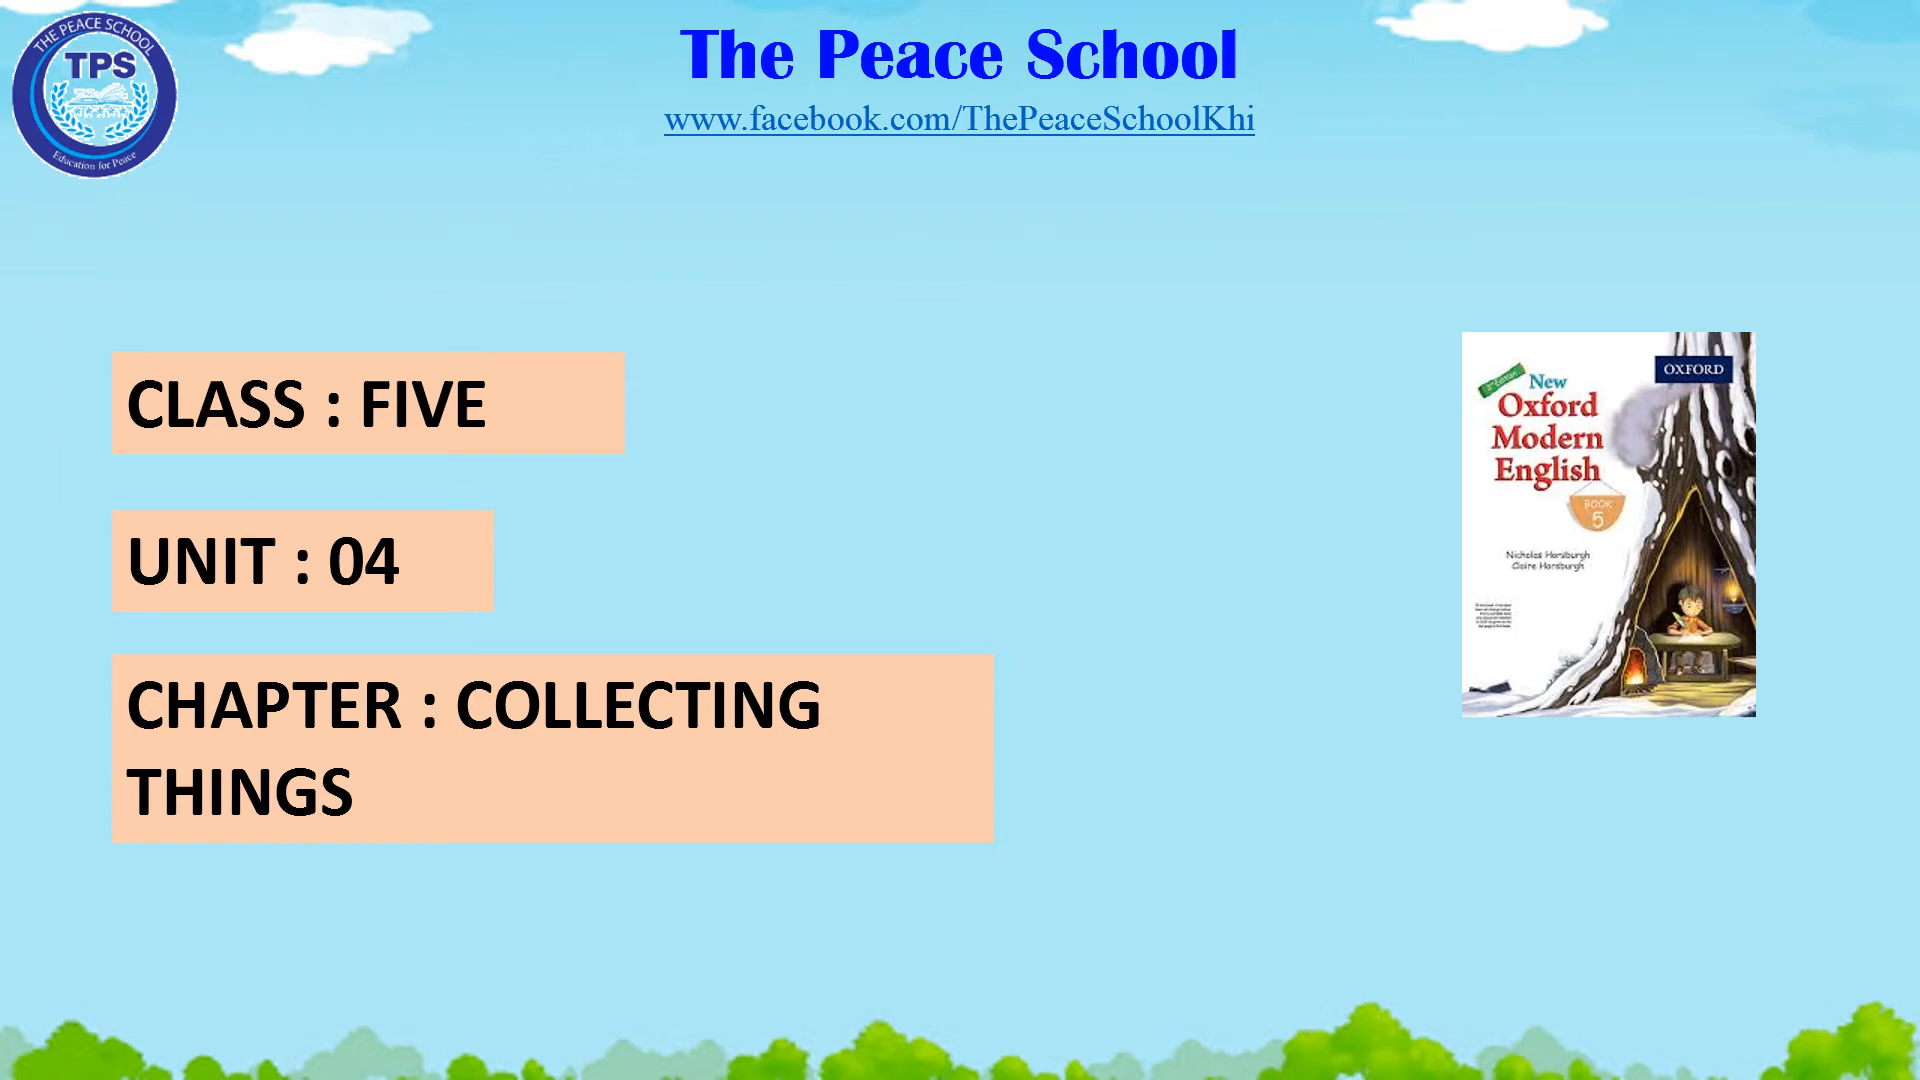 THE PEACE SCHOOL
TPS
Education for Peace
The Peace School
www.facebook.com/ThePeaceSchoolKhi
CLASS : FIVE
UNIT : 04
CHAPTER : COLLECTING
THINGS
OXFORD
New
Oxford
Modern
English
BOOK
5
Nicholas Horsburgh
Claire Horsburgh